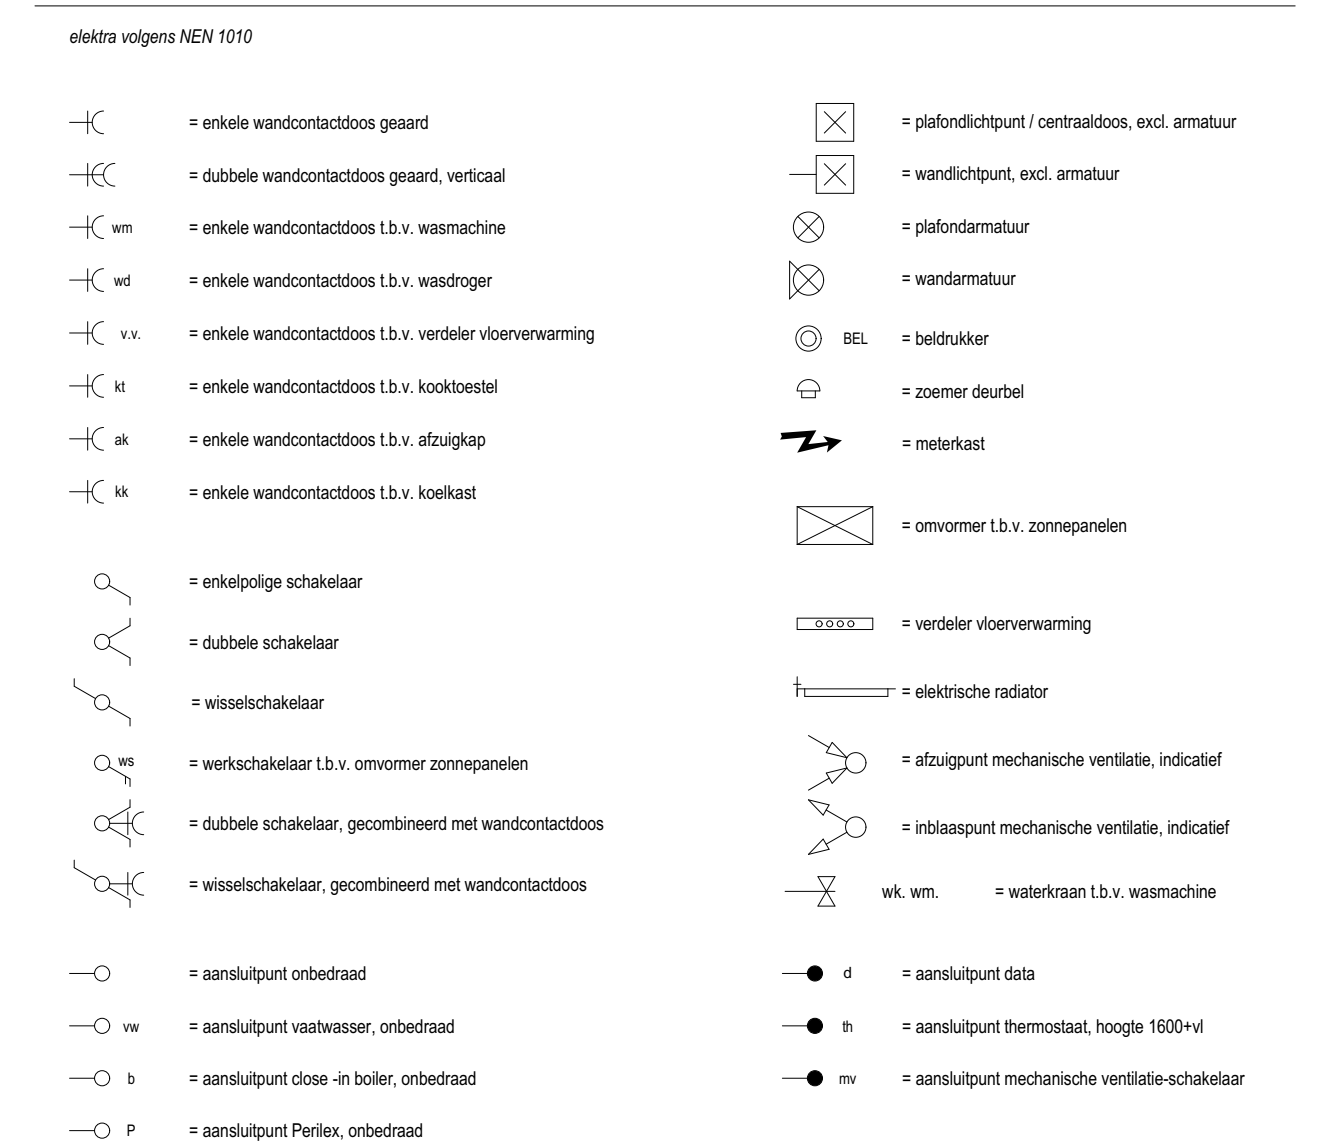 elektra volgens NEN 1010
= enkele wandcontactdoos geaard
= dubbele wandcontactdoos geaard, verticaal
wm = enkele wandcontactdoos t.b.v. wasmachine
wd = enkele wandcontactdoos t.b.v. wasdroger
v.v. = enkele wandcontactdoos t.b.v. verdeler vloerverwarming
kt = enkele wandcontactdoos t.b.v. kooktoestel
ak = enkele wandcontactdoos t.b.v. afzuigkap
kk = enkele wandcontactdoos t.b.v. koelkast
= enkelpolige schakelaar
= dubbele schakelaar
= wisselschakelaar
ws = werkschakelaar t.b.v. omvormer zonnepanelen
= dubbele schakelaar, gecombineerd met wandcontactdoos
= wisselschakelaar, gecombineerd met wandcontactdoos
= aansluitpunt onbedraad
vw = aansluitpunt vaatwasser, onbedraad
b = aansluitpunt close -in boiler, onbedraad
P = aansluitpunt Perilex, onbedraad
= plafondlichtpunt / centraaldoos, excl. armatuur
= wandlichtpunt, excl. armatuur
= plafondarmatuur
= wandarmatuur
BEL = beldrukker
= zoemer deurbel
= meterkast
= omvormer t.b.v. zonnepanelen
= verdeler vloerverwarming
= elektrische radiator
= afzuigpunt mechanische ventilatie, indicatief
= inblaaspunt mechanische ventilatie, indicatief
wk. wm. = waterkraan t.b.v. wasmachine
d = aansluitpunt data
th = aansluitpunt thermostaat, hoogte 1600+vl
mv = aansluitpunt mechanische ventilatie-schakelaar